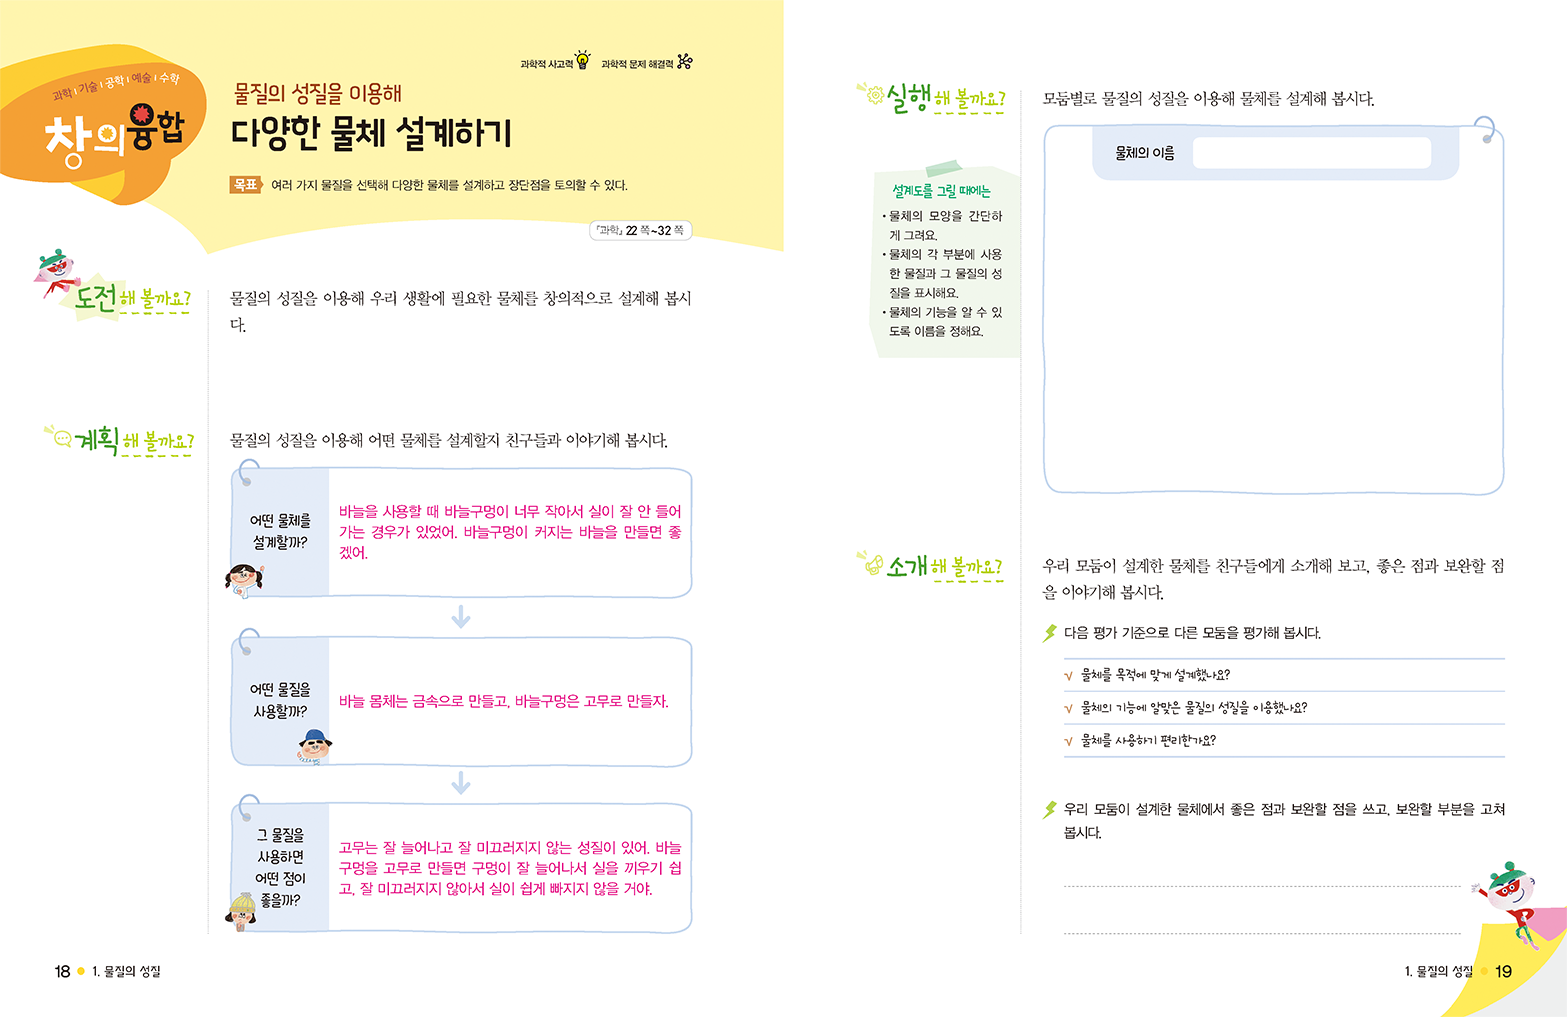 과학 | 기술 | 공학 | 예술 | 수학
창의융합
과학적 사고력 과학적 문제 해결력
물질의 성질을 이용해
다양한 물체 설계하기
목표 여러 가지 물질을 선택해 다양한 물체를 설계하고 장단점을 토의할 수 있다.
『과학』 22 쪽~32 쪽
도전해 볼까요?
물질의 성질을 이용해 우리 생활에 필요한 물체를 창의적으로 설계해 봅시
다.
계획해 볼까요?
물질의 성질을 이용해 어떤 물체를 설계할지 친구들과 이야기해 봅시다.
어떤 물체를
설계할까?
바늘을 사용할 때 바늘구멍이 너무 작아서 실이 잘 안 들어
가는 경우가 있었어. 바늘구멍이 커지는 바늘을 만들면 좋
겠어.
어떤 물질을
사용할까?
바늘 몸체는 금속으로 만들고, 바늘구멍은 고무로 만들자.
그 물질을
사용하면
어떤 점이
좋을까?
고무는 잘 늘어나고 잘 미끄러지지 않는 성질이 있어. 바늘
구멍을 고무로 만들면 구멍이 잘 늘어나서 실을 끼우기 쉽
고, 잘 미끄러지지 않아서 실이 쉽게 빠지지 않을 거야.
18 1. 물질의 성질
실행해 볼까요?
모둠별로 물질의 성질을 이용해 물체를 설계해 봅시다.
물체의 이름
설계도를 그릴 때에는
• 물체의 모양을 간단하
게 그려요.
• 물체의 각 부분에 사용
한 물질과 그 물질의 성
질을 표시해요.
• 물체의 기능을 알 수 있
도록 이름을 정해요.
소개해 볼까요?
우리 모둠이 설계한 물체를 친구들에게 소개해 보고, 좋은 점과 보완할 점
을 이야기해 봅시다.
다음 평가 기준으로 다른 모둠을 평가해 봅시다.
√ 물체를 목적에 맞게 설계했나요?
√ 물체의 기능에 알맞은 물질의 성질을 이용했나요?
√ 물체를 사용하기 편리한가요?
우리 모둠이 설계한 물체에서 좋은 점과 보완할 점을 쓰고, 보완할 부분을 고쳐
봅시다.
1. 물질의 성질 19